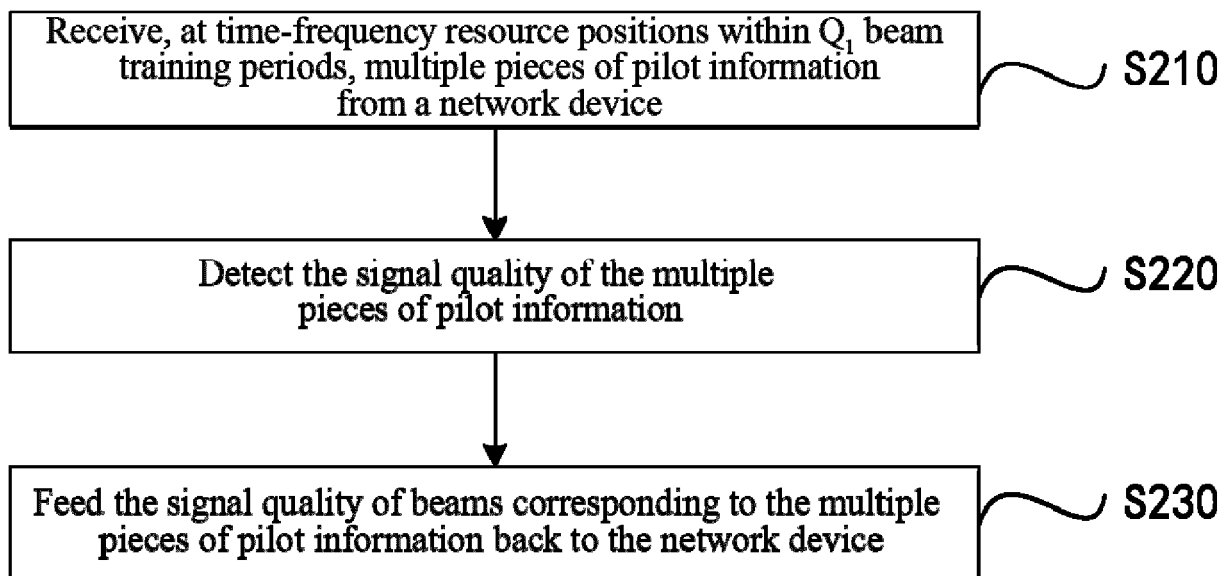 Receive, at time-frequency resource positions within Q₁ beam
training periods, multiple pieces of pilot information
from a network device
S210
Detect the signal quality of the multiple
pieces of pilot information
S220
Feed the signal quality of beams corresponding to the multiple
pieces of pilot information back to the network device
S230